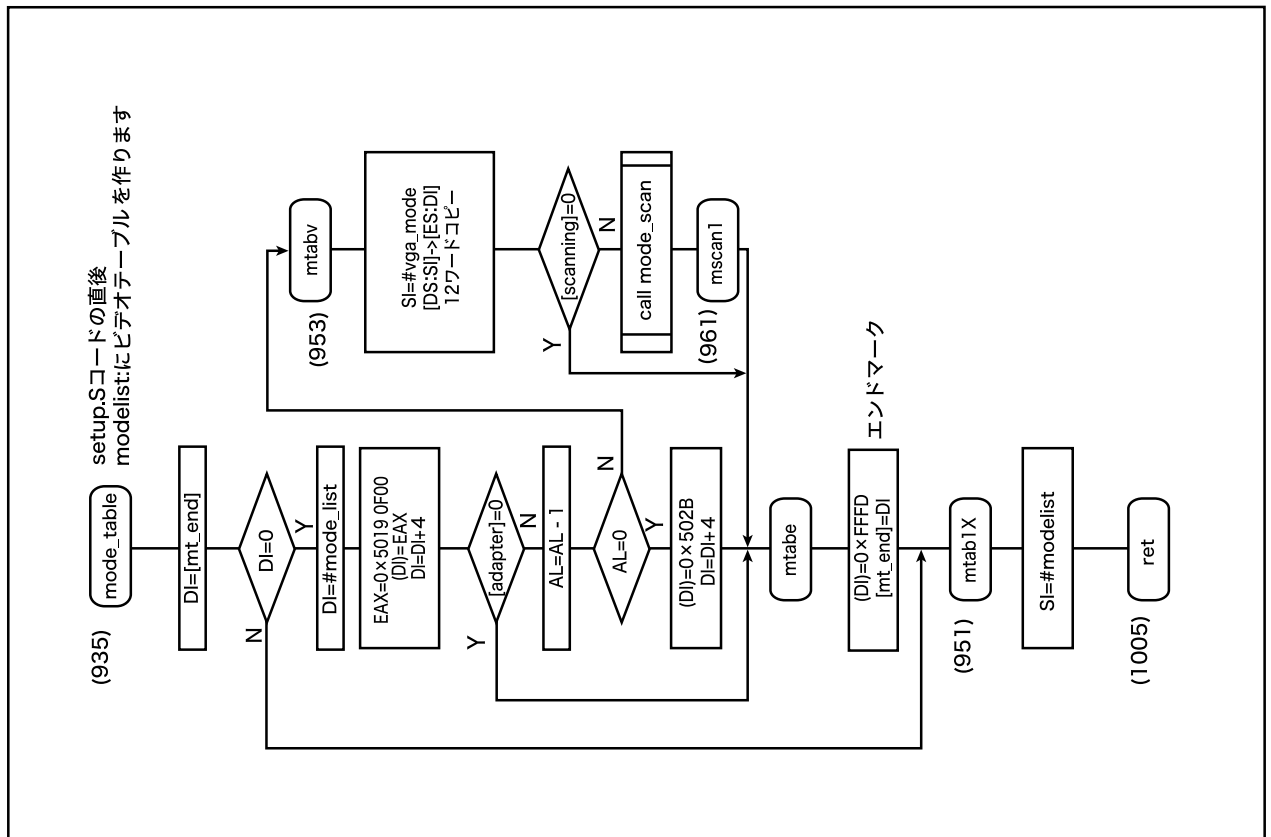 (935)
mode_table
setup.Sコードの直後
modelist:にビデオテーブルを作ります
DI=[mt_end]
DI=0
N
Y
DI=#mode_list
EAX=0×5019 0F00
(DI)=EAX
DI=DI+4
[adapter]=0
Y
N
AL=AL - 1
AL=0
N
Y
(DI)=0×502B
DI=DI+4
mtabe
(DI)=0×FFFD
[mt_end]=DI
エンドマーク
(951)
mtab1X
SI=#modelist
(1005)
ret
(953)
mtabv
SI=#vga_mode
[DS:SI]->[ES:DI]
12ワードコピー
[scanning]=0
Y
N
call mode_scan
(961)
mscan1